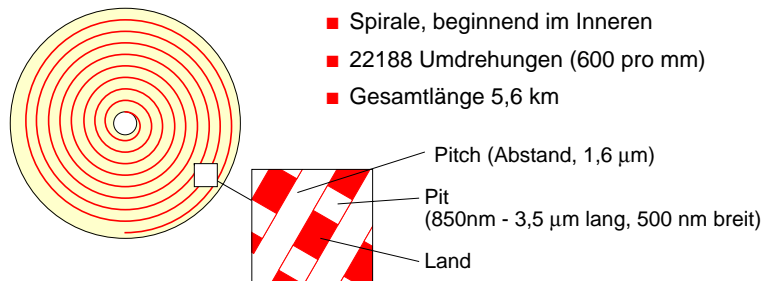 Spirale, beginnend im Inneren
22188 Umdrehungen (600 pro mm)
Gesamtlänge 5,6 km
Pitch (Abstand, 1,6 μm)
Pit
(850nm - 3,5 μm lang, 500 nm breit)
Land